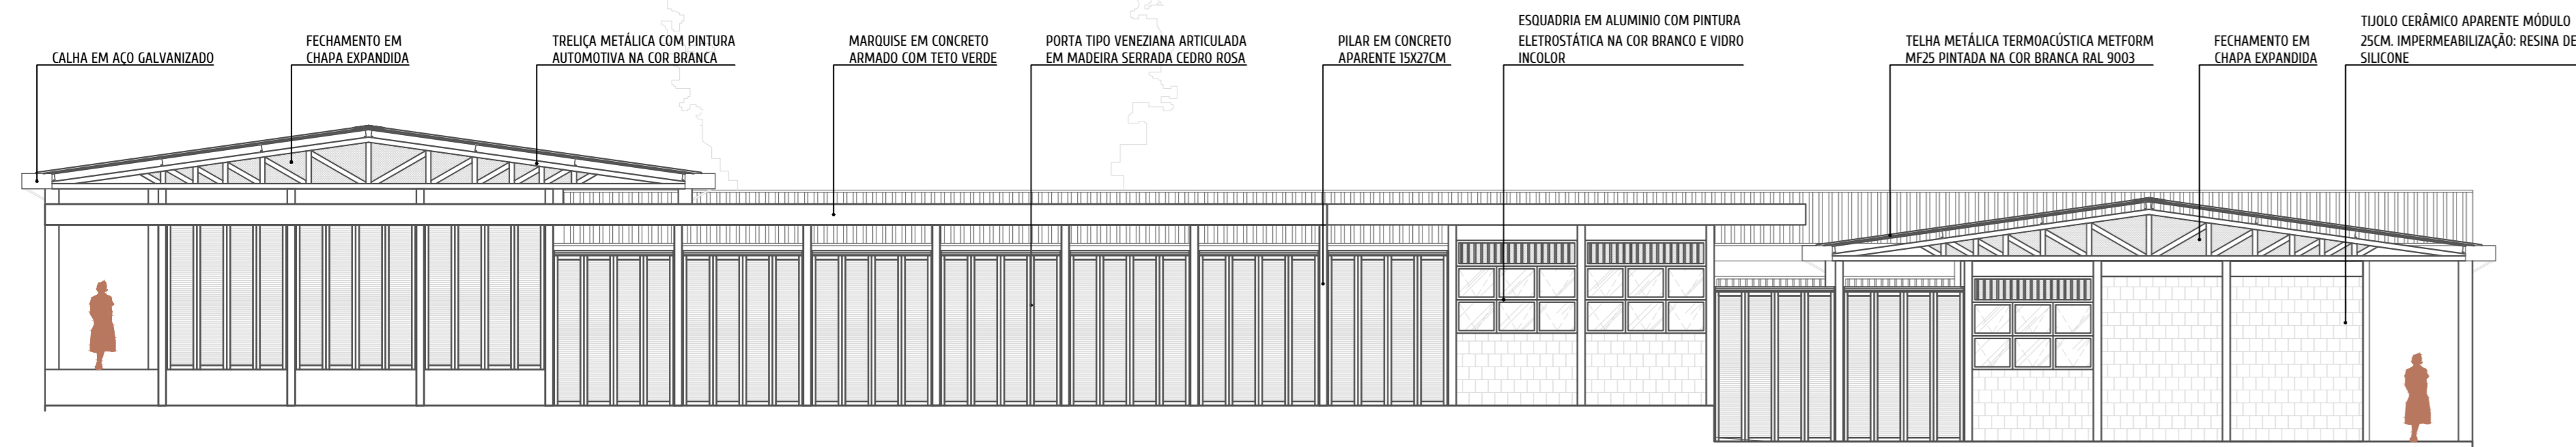 CALHA EM AÇO GALVANIZADO
FECHAMENTO EM
CHAPA EXPANDIDA
TRELIÇA METÁLICA COM PINTURA
AUTOMOTIVA NA COR BRANCA
MARQUISE EM CONCRETO
ARMADO COM TETO VERDE
PORTA TIPO VENEZIANA ARTICULADA
EM MADEIRA SERRADA CEDRO ROSA
PILAR EM CONCRETO
APARENTE 15X27CM
ESQUADRIA EM ALUMINIO COM PINTURA
ELETROSTÁTICA NA COR BRANCO E VIDRO
INCOLOR
TELHA METÁLICA TERMOACÚSTICA METFORM
MF25 PINTADA NA COR BRANCA RAL 9003
FECHAMENTO EM
CHAPA EXPANDIDA
TIJOLO CERÂMICO APARENTE MÓDULO
25CM. IMPERMEABILIZAÇÃO: RESINA DE
SILICONE